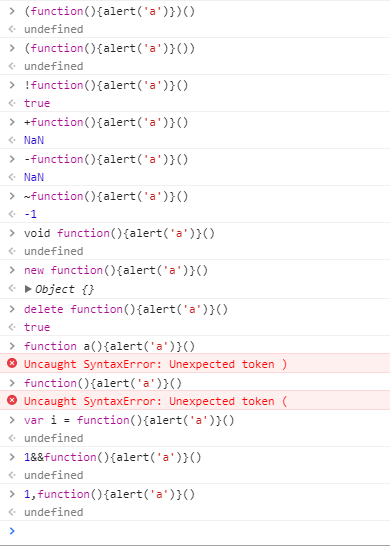 (function(){alert('a')})()
undefined
(function(){alert('a')}())
undefined
!function(){alert('a')}()
true
+function(){alert('a')}()
NaN
-function(){alert('a')}()
NaN
~function(){alert('a')}()
-1
void function(){alert('a')}()
undefined
new function(){alert('a')}()
Object {}
delete function(){alert('a')}()
true
function a(){alert('a')}()
Uncaught SyntaxError: Unexpected token )
function(){alert('a')}()
Uncaught SyntaxError: Unexpected token (
var i = function(){alert('a')}()
undefined
1&&function(){alert('a')}()
undefined
1,function(){alert('a')}()
undefined